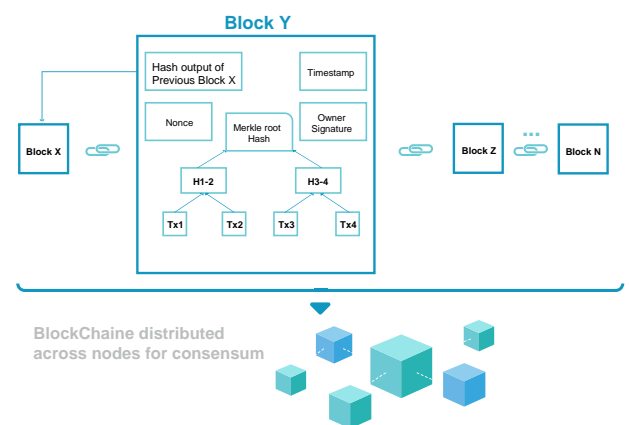 Block Y
Hash output of
Previous Block X
Timestamp
Nonce
Merkle root
Hash
Owner
Signature
Block X
Block Z
...
Block N
H1-2
H3-4
Tx1
Tx2
Tx3
Tx4
BlockChaine distributed
across nodes for consensum